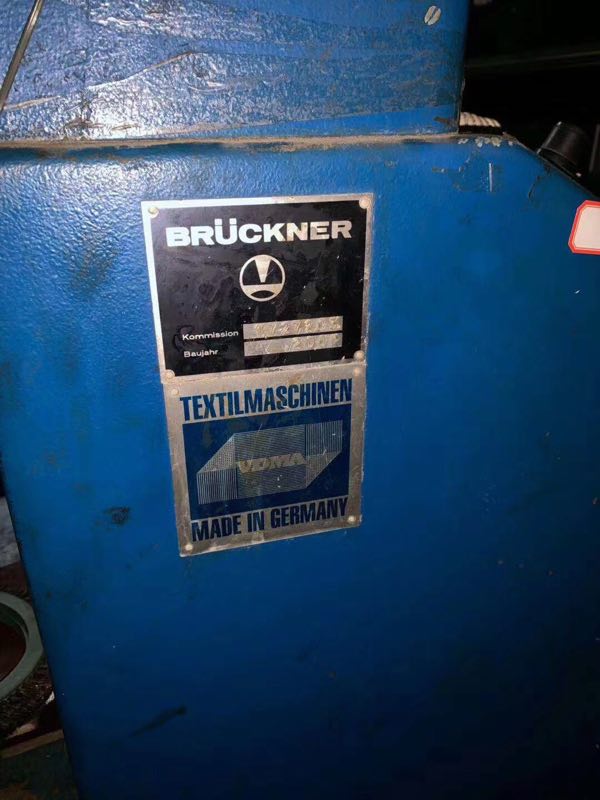 BRÜCKNER
Kommission
Baujahr
TEXTILMASCHINEN
VDMA
MADE IN GERMANY